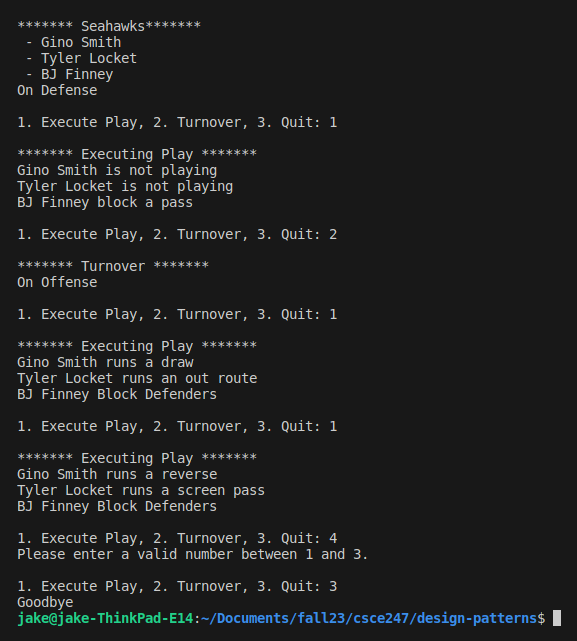 ******* Seahawks*******
 - Gino Smith
 - Tyler Locket
 - BJ Finney
On Defense
1. Execute Play, 2. Turnover, 3. Quit: 1
******* Executing Play *******
Gino Smith is not playing
Tyler Locket is not playing
BJ Finney block a pass
1. Execute Play, 2. Turnover, 3. Quit: 2
******* Turnover *******
On Offense
1. Execute Play, 2. Turnover, 3. Quit: 1
******* Executing Play *******
Gino Smith runs a draw
Tyler Locket runs an out route
BJ Finney Block Defenders
1. Execute Play, 2. Turnover, 3. Quit: 1
******* Executing Play *******
Gino Smith runs a reverse
Tyler Locket runs a screen pass
BJ Finney Block Defenders
1. Execute Play, 2. Turnover, 3. Quit: 4
Please enter a valid number between 1 and 3.
1. Execute Play, 2. Turnover, 3. Quit: 3
Goodbye
jake@jake-ThinkPad-E14:~/Documents/fall23/csce247/design-patterns$